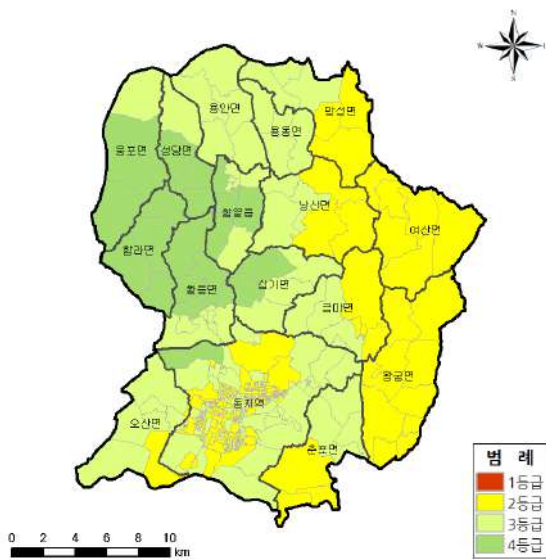 N
W
S
용안면
용동면
망성면
웅포면
성당면
함열읍
낭산면
여산면
함라면
황등면
삼기면
금마면
왕궁면
동지역
오산면
춘포면
범 례
1등급
2등급
3등급
4등급
0 2 4 6 8 10
km